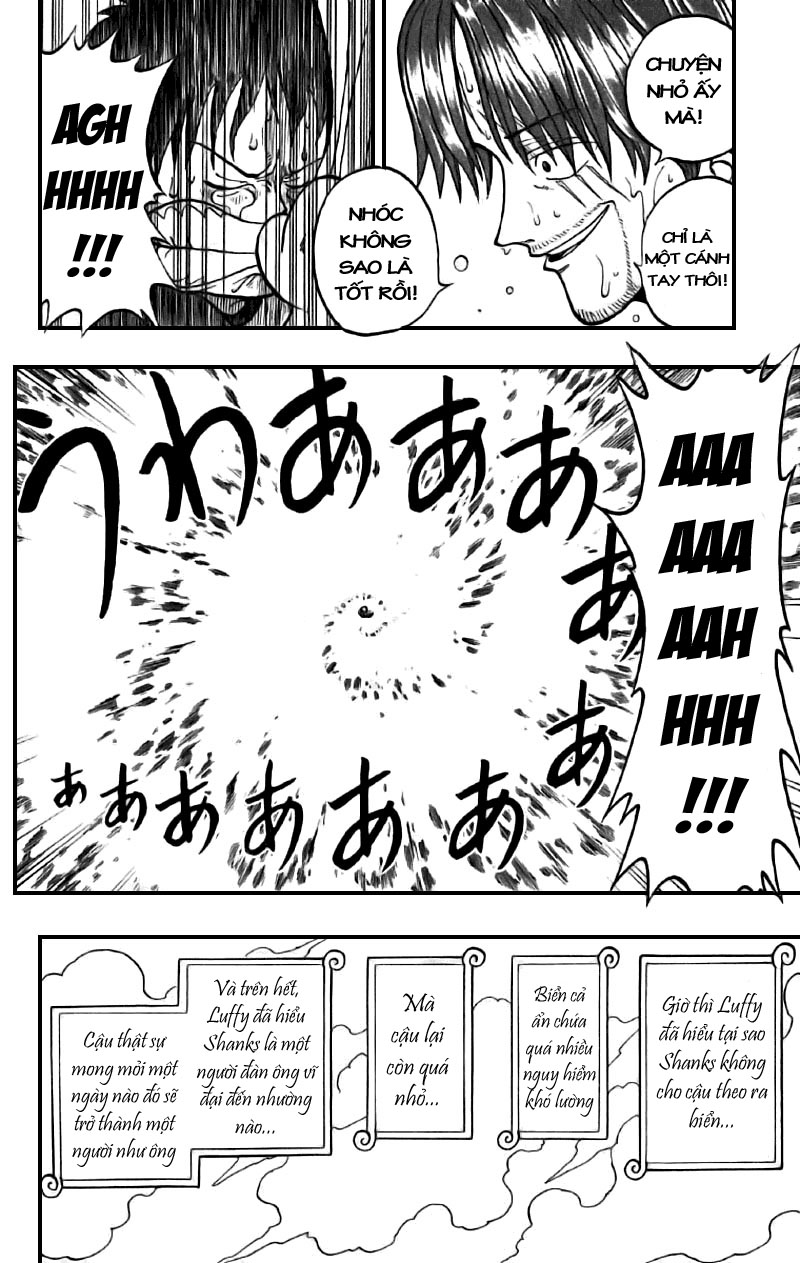 CHUYỆN
NHỎ ẤY
MÀ!
CHỈ LÀ
MỘT CÁNH
TAY THÔI!
NHÓC
KHÔNG
SAO LÀ
TỐT RỒI!
AGH
HHHH
!!!
AAA
AAA
AAH
HHH
!!!
うわあああああああああああ
Giờ thì Luffy
đã hiểu tại sao
Shanks không
cho cậu theo ra
biển...
Biển cả
ẩn chứa
quá nhiều
nguy hiểm
khó lường
Mà
cậu lại
còn quá
nhỏ...
Và trên hết,
Luffy đã hiểu
Shanks là một
người đàn ông vĩ
đại đến nhường
nào...
Cậu thật sự
mong mỏi một
ngày nào đó sẽ
trở thành một
người như ông